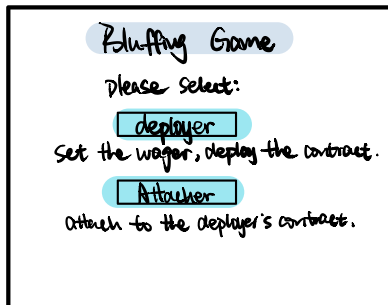 Bluffing Game
please select:
deployer
set the wager, deploy the contract.
Attacher
attach to the deployer's contract.